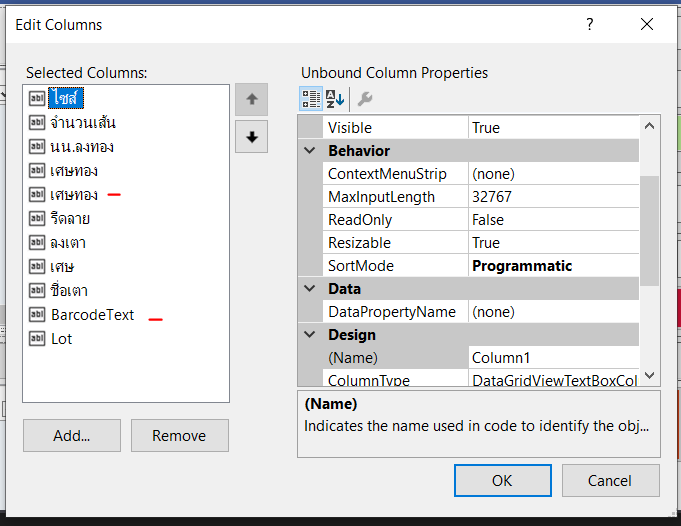 Edit Columns
?
Selected Columns:
Unbound Column Properties
ไซส์
จำนวนเส้น
นน.ลงทอง
เศษทอง
เศษทอง
รีดลาย
ลงเตา
เศษ
ชื่อเตา
BarcodeText
Lot
Visible True
Behavior
ContextMenuStrip (none)
MaxInputLength 32767
ReadOnly False
Resizable True
SortMode Programmatic
Data
DataPropertyName (none)
Design
(Name) Column1
ColumnType DataGridViewTextBoxCol
(Name)
Indicates the name used in code to identify the obj...
Add... Remove
OK Cancel